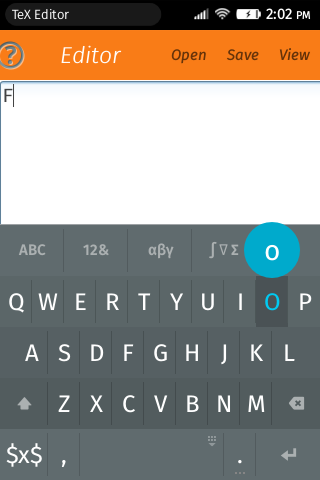 TeX Editor 2:02 PM
? Editor Open Save View
F
ABC 12& αβγ ∫∇Σ o
Q W E R T Y U I O P
A S D F G H J K L
Z X C V B N M
$x$ , .